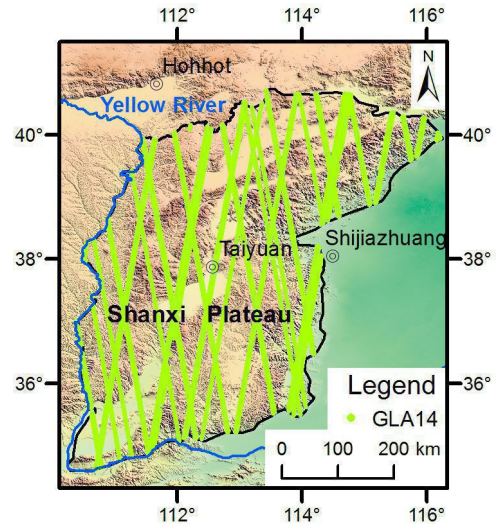 112° 114° 116°
N
Hohhot
Yellow River
40° 40°
Taiyuan Shijiazhuang
38° 38°
Shanxi Plateau
36° 36°
Legend
GLA14
0 100 200 km
112° 114° 116°